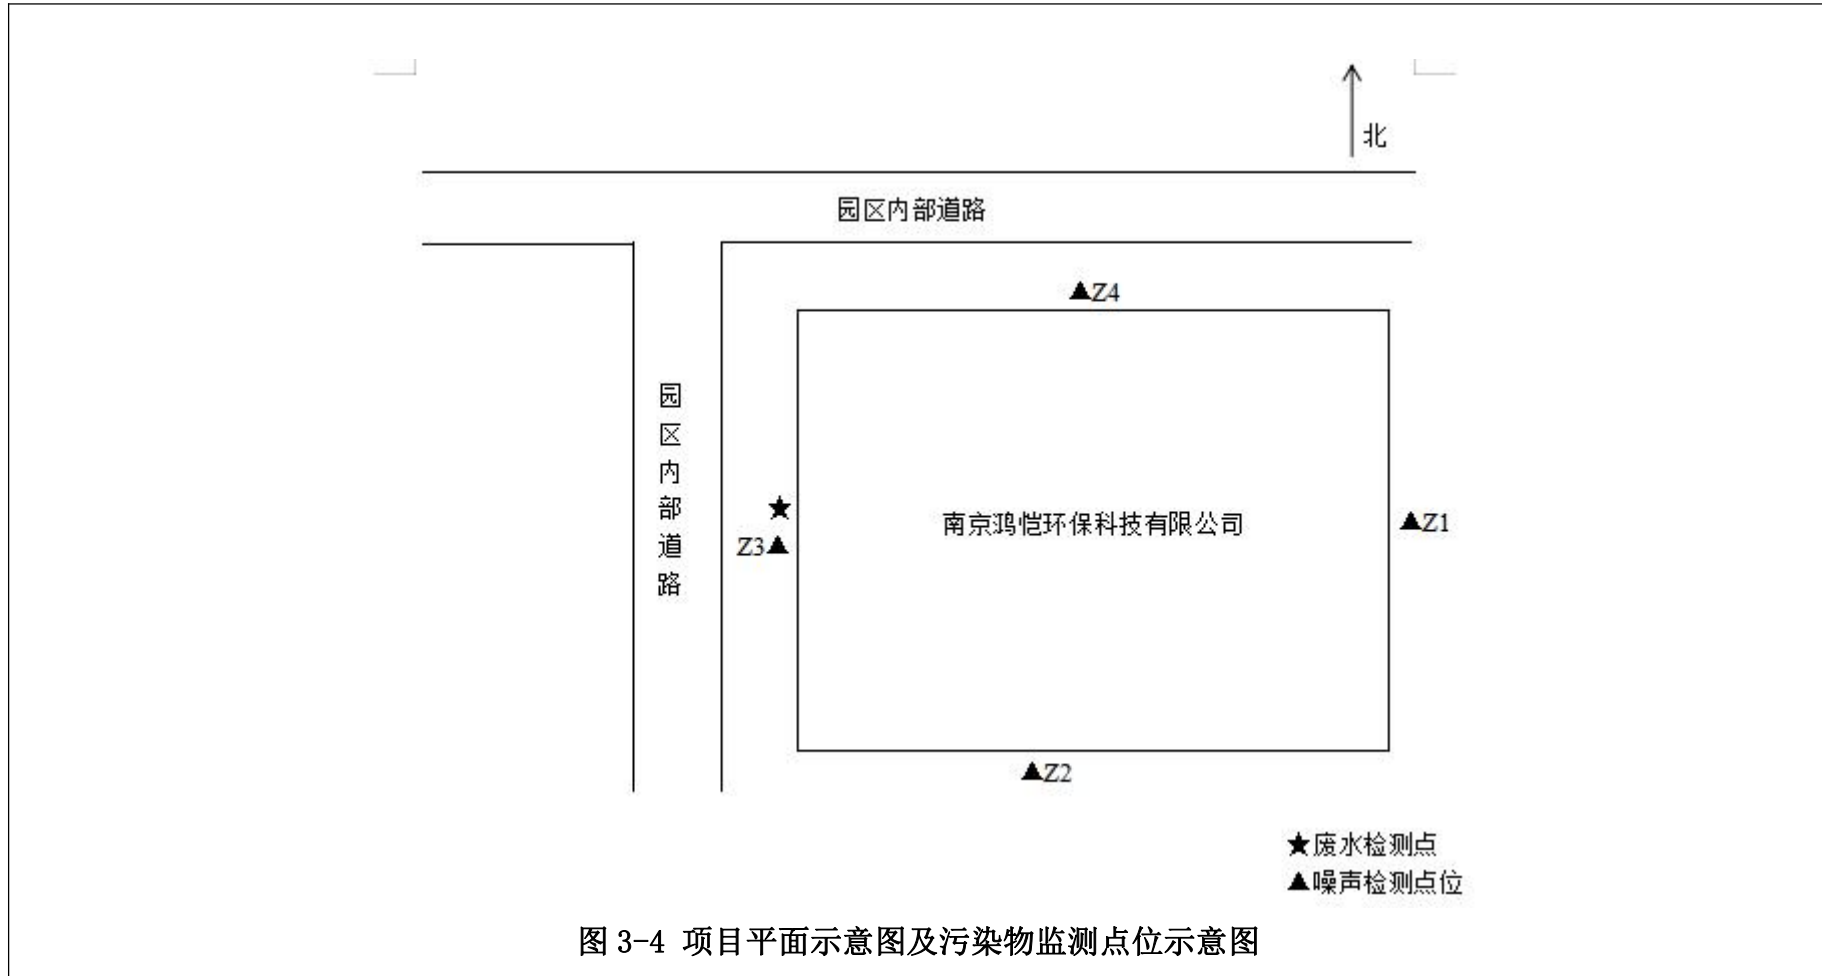 北
园区内部道路
▲Z4
园
区
内
部
道
路
★
Z3▲
南京鸿恺环保科技有限公司
▲Z1
▲Z2
★废水检测点
▲噪声检测点位
图 3-4 项目平面示意图及污染物监测点位示意图